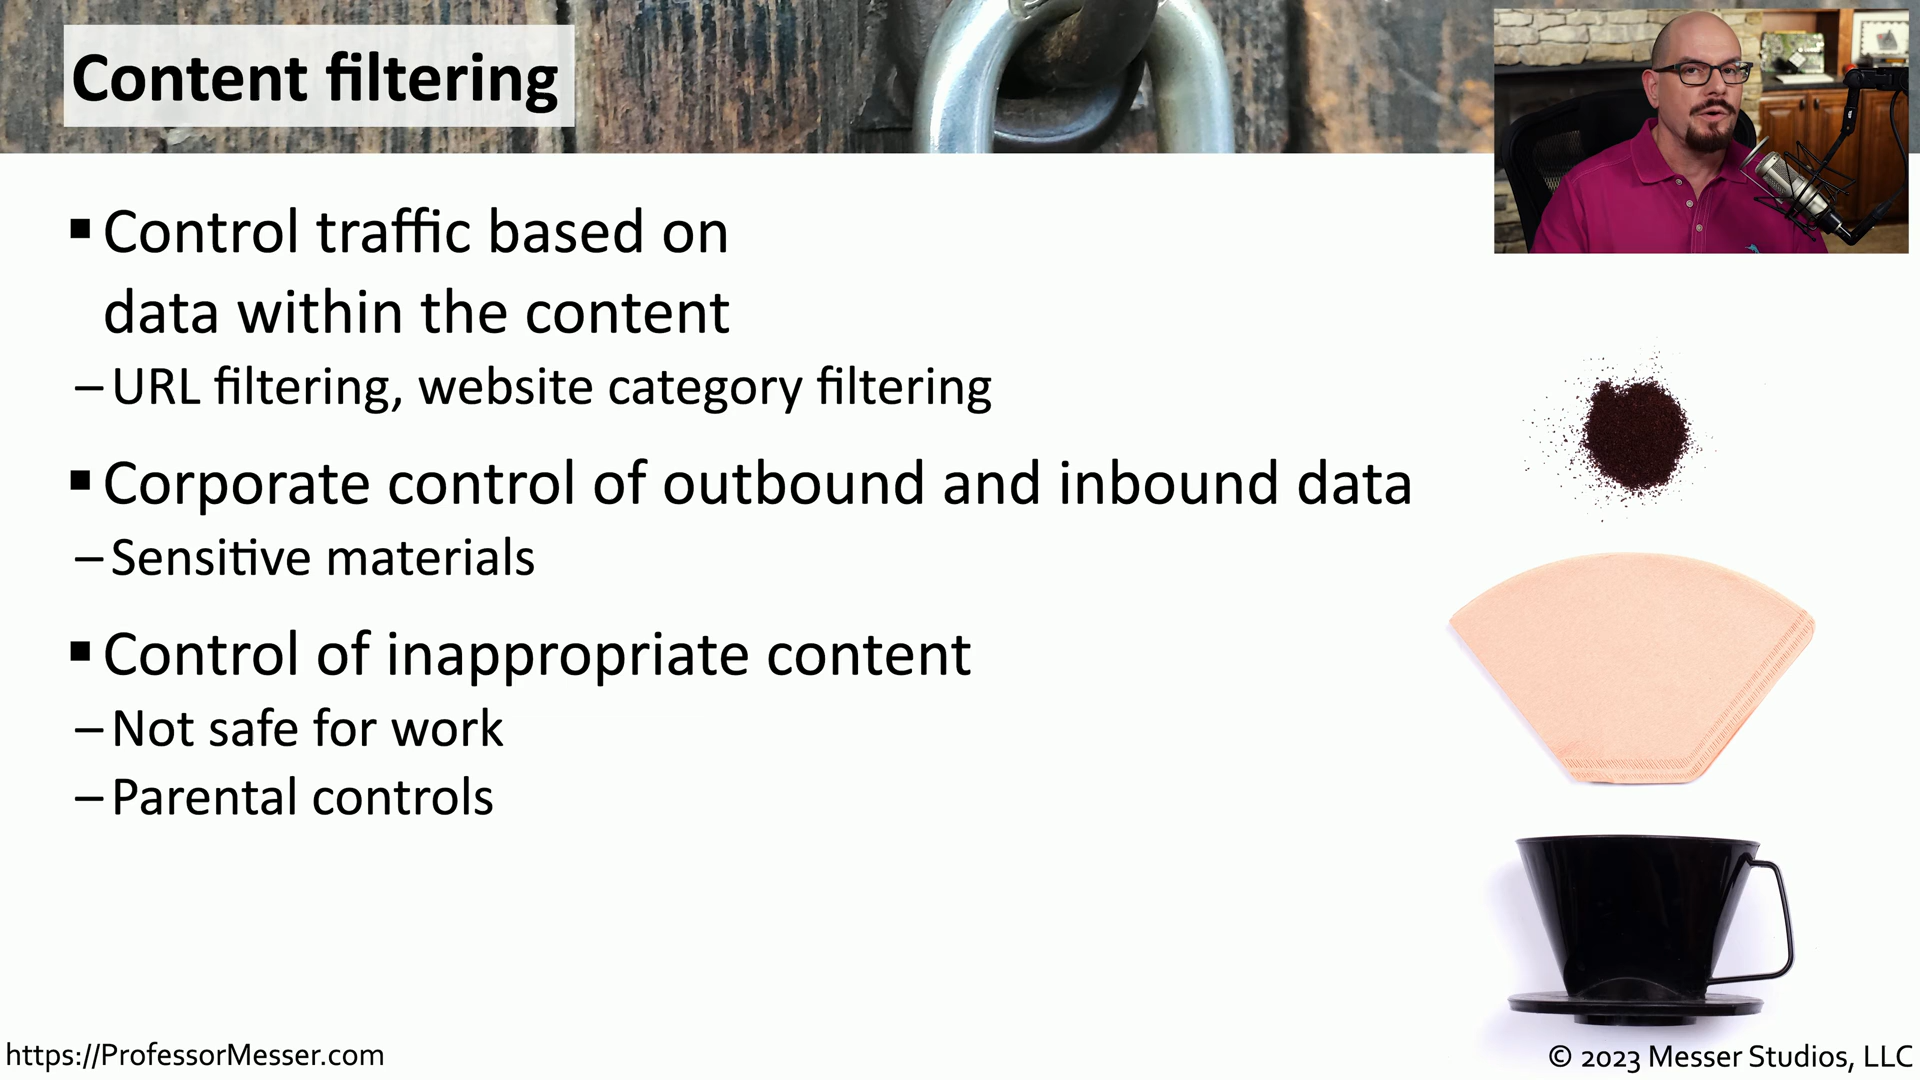 Content filtering
▪ Control traffic based on
data within the content
– URL filtering, website category filtering
▪ Corporate control of outbound and inbound data
– Sensitive materials
▪ Control of inappropriate content
– Not safe for work
– Parental controls
https://ProfessorMesser.com
© 2023 Messer Studios, LLC